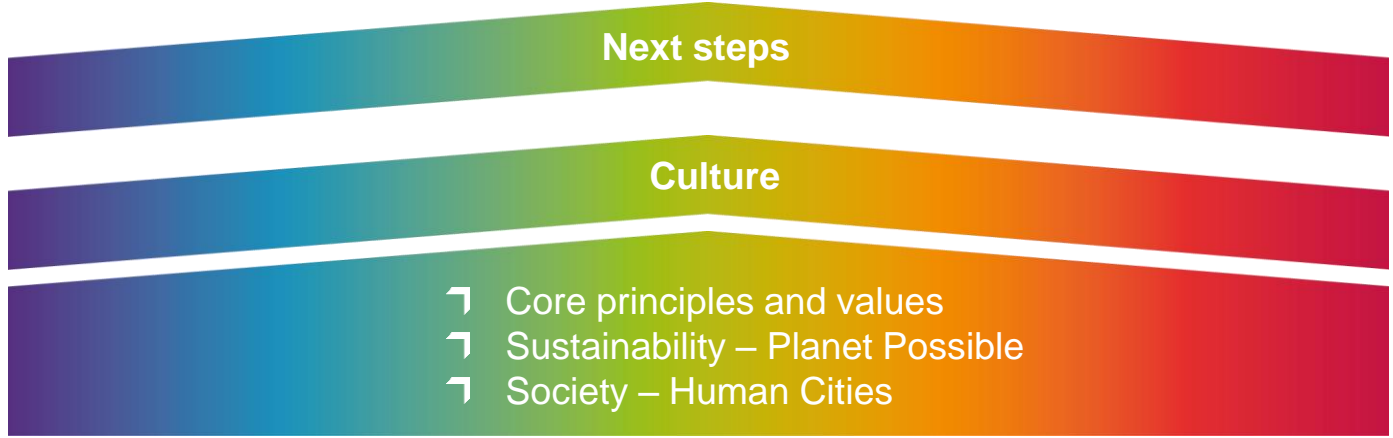 Next steps
Culture
Core principles and values
Sustainability – Planet Possible
Society – Human Cities